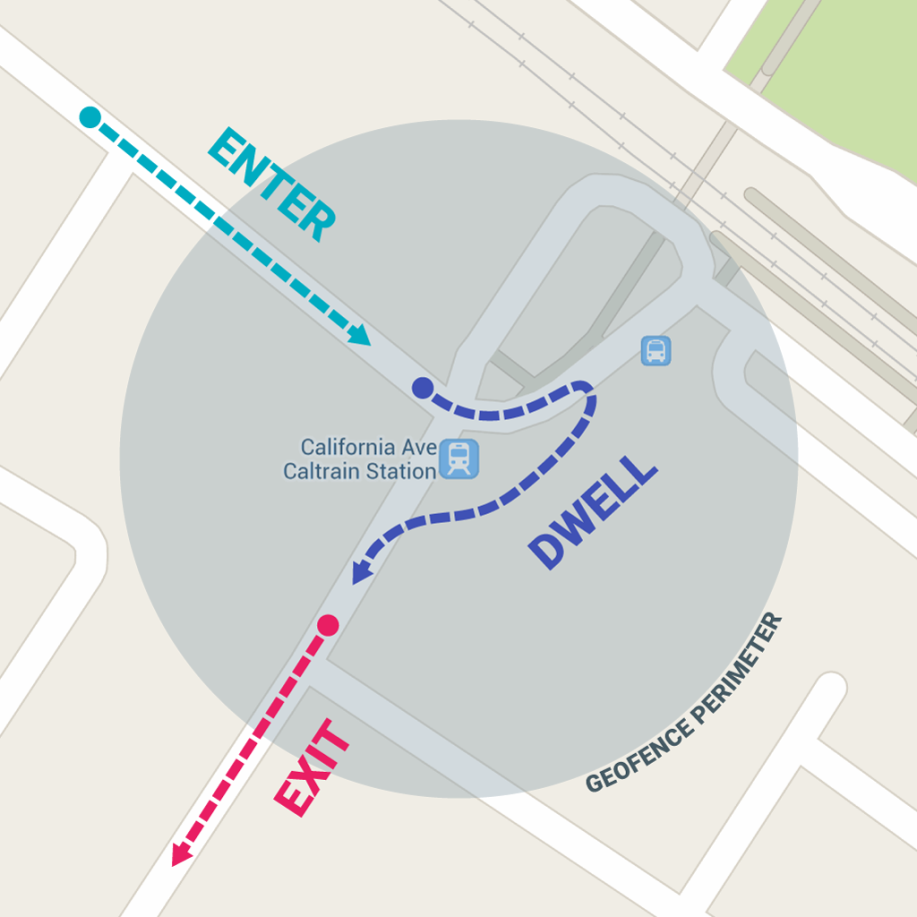 ENTER
California Ave
Caltrain Station
DWELL
GEOFENCE PERIMETER
EXIT